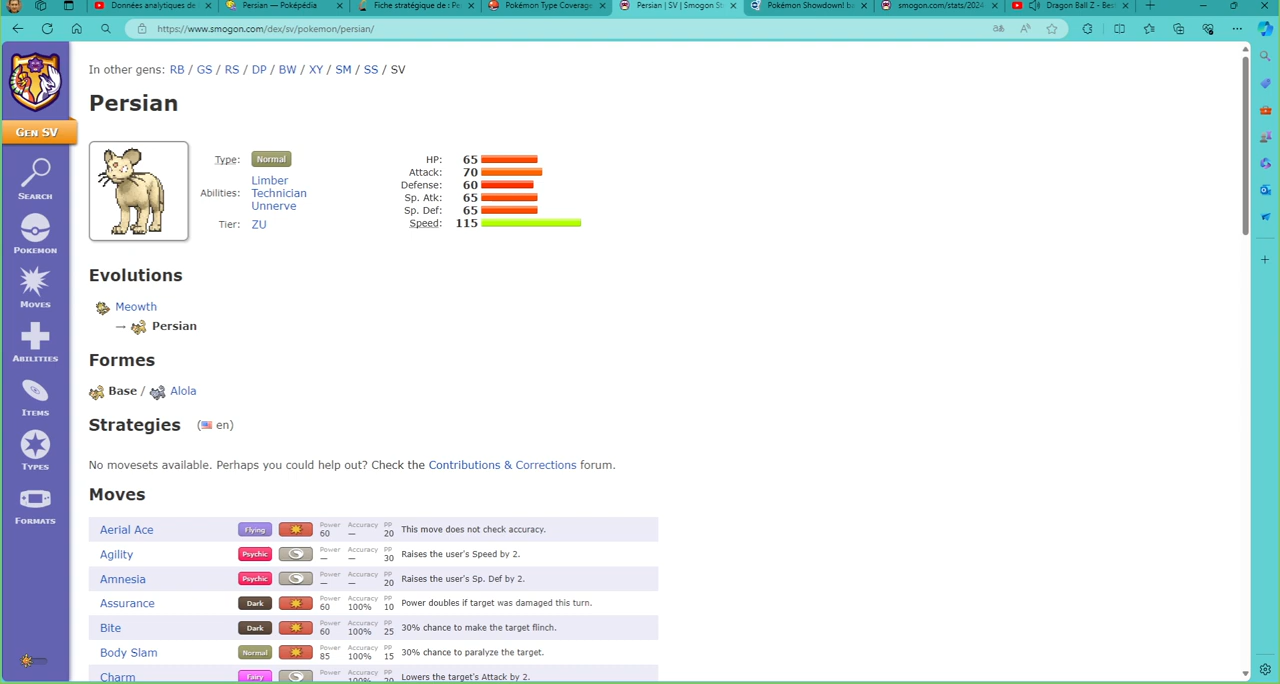 Données analytiques de
Persian — Poképédia
Fiche stratégique de : Pe
Pokémon Type Coverage
Persian | SV | Smogon St
Pokémon Showdown! ba
smogon.com/stats/2024
Dragon Ball Z - Bes
https://www.smogon.com/dex/sv/pokemon/persian/
In other gens: RB / GS / RS / DP / BW / XY / SM / SS / SV
Persian
GEN SV
SEARCH
POKEMON
MOVES
ABILITIES
ITEMS
TYPES
FORMATS
Type: Normal
Abilities: Limber
Technician
Unnerve
Tier: ZU
HP: 65
Attack: 70
Defense: 60
Sp. Atk: 65
Sp. Def: 65
Speed: 115
Evolutions
Meowth
→ Persian
Formes
Base / Alola
Strategies (en)
No movesets available. Perhaps you could help out? Check the Contributions & Corrections forum.
Moves
Aerial Ace Flying Power 60 Accuracy — PP 20 This move does not check accuracy.
Agility Psychic Power — Accuracy — PP 30 Raises the user's Speed by 2.
Amnesia Psychic Power — Accuracy — PP 20 Raises the user's Sp. Def by 2.
Assurance Dark Power 60 Accuracy 100% PP 10 Power doubles if target was damaged this turn.
Bite Dark Power 60 Accuracy 100% PP 25 30% chance to make the target flinch.
Body Slam Normal Power 85 Accuracy 100% PP 15 30% chance to paralyze the target.
Charm Fairy Power — Accuracy 100% PP 20 Lowers the target's Attack by 2.